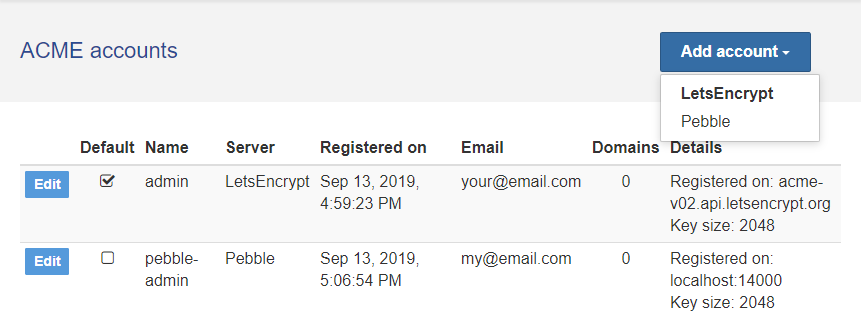 ACME accounts
Add account
LetsEncrypt
Pebble
Default Name Server Registered on Email Domains Details
Edit admin LetsEncrypt Sep 13, 2019, your@email.com 0 Registered on: acme-
4:59:23 PM v02.api.letsencrypt.org
Key size: 2048
Edit pebble- Pebble Sep 13, 2019, my@email.com 0 Registered on:
admin 5:06:54 PM localhost:14000
Key size: 2048